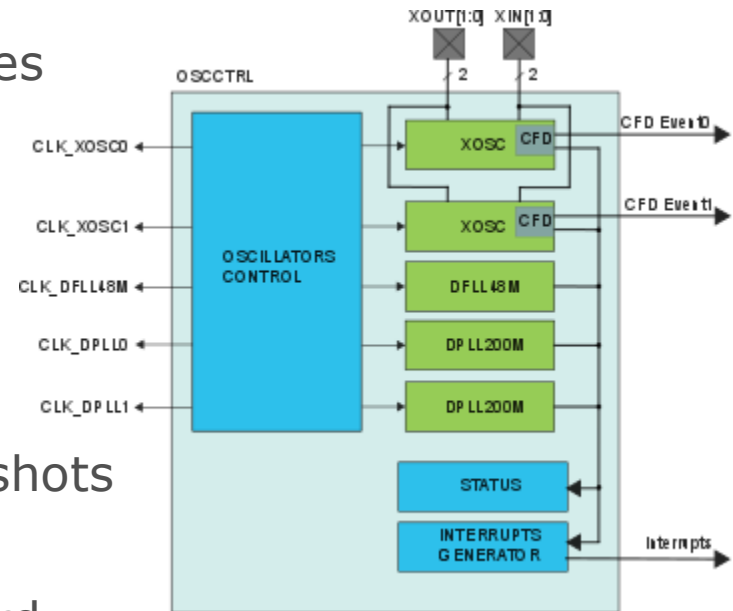 XOUT[1:0] XIN[1:0]
es
2 2
OSCCTRL
CFD Event0
CLK_XOSC0
XOSC CFD
CFD Event1
CLK_XOSC1
XOSC CFD
OSCILLATORS
CONTROL
CLK_DFLL48M
DFLL48M
CLK_DPLL0
DPLL200M
CLK_DPLL1
DPLL200M
shots
STATUS
INTERRUPTS
GENERATOR
Interrupts